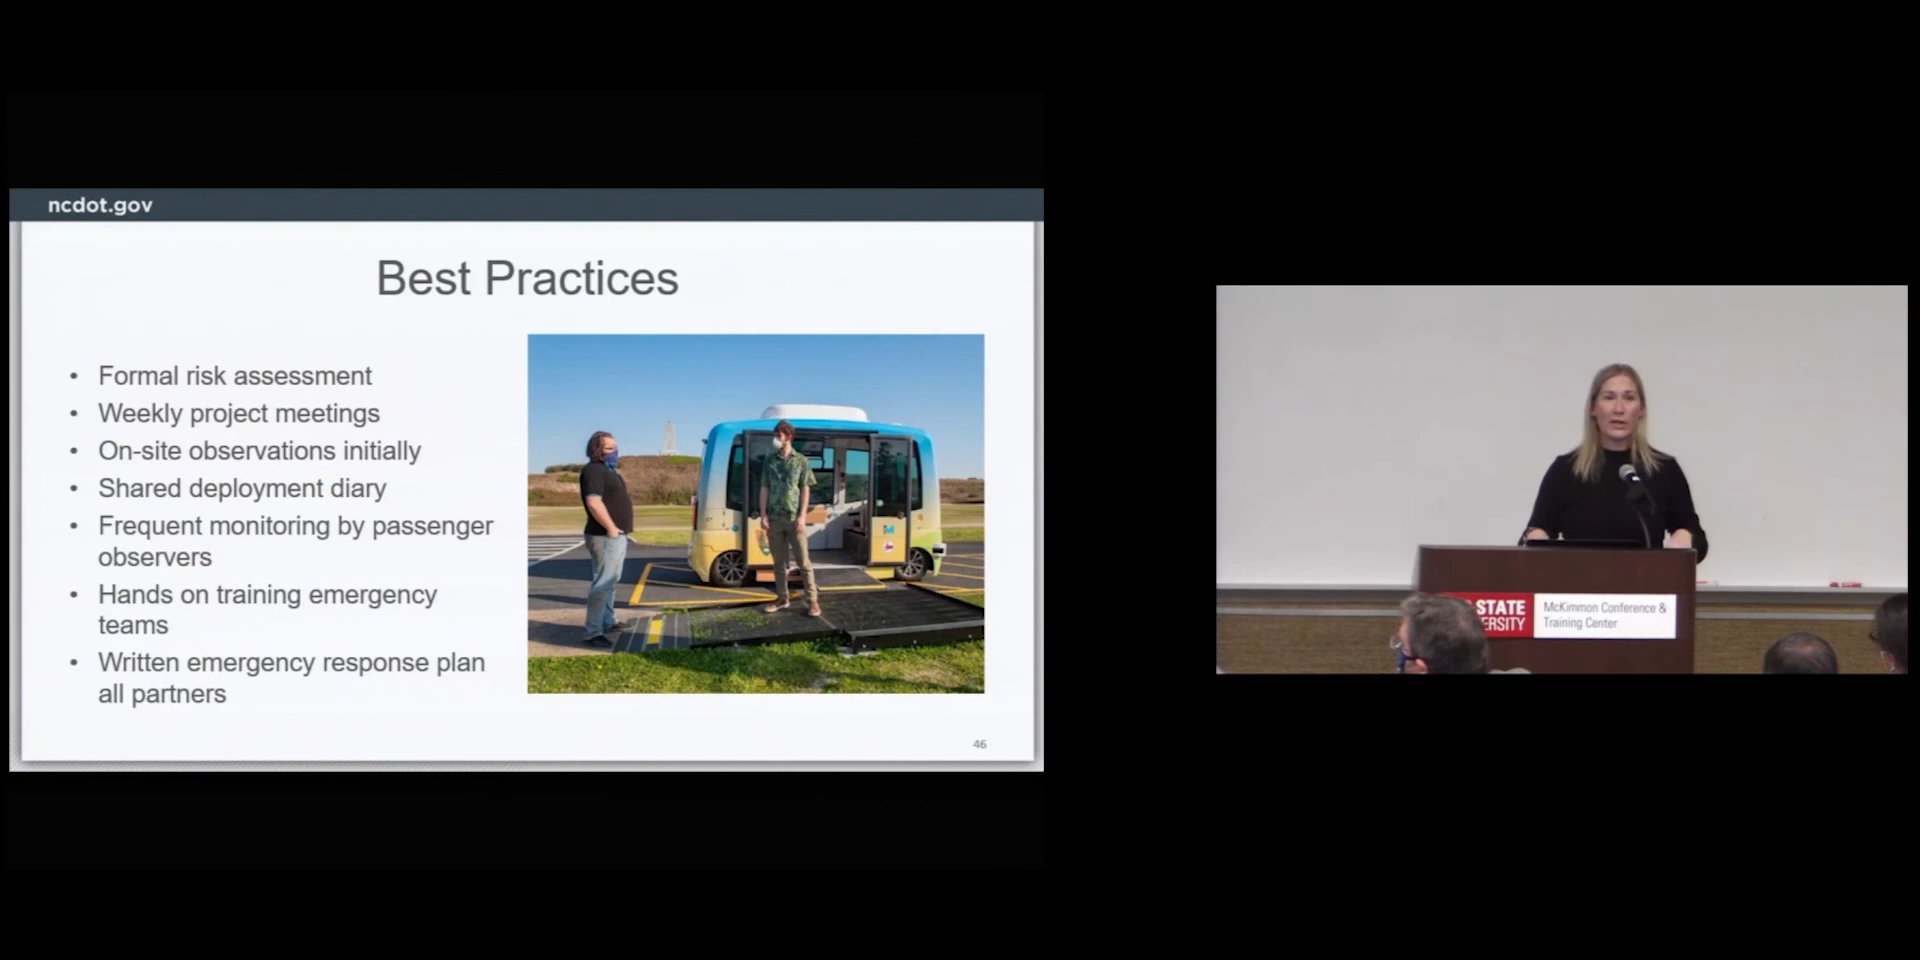 ncdot.gov
Best Practices
• Formal risk assessment
• Weekly project meetings
• On-site observations initially
• Shared deployment diary
• Frequent monitoring by passenger
observers
• Hands on training emergency
teams
• Written emergency response plan
all partners
46
STATE
ERSITY
McKimmon Conference &
Training Center